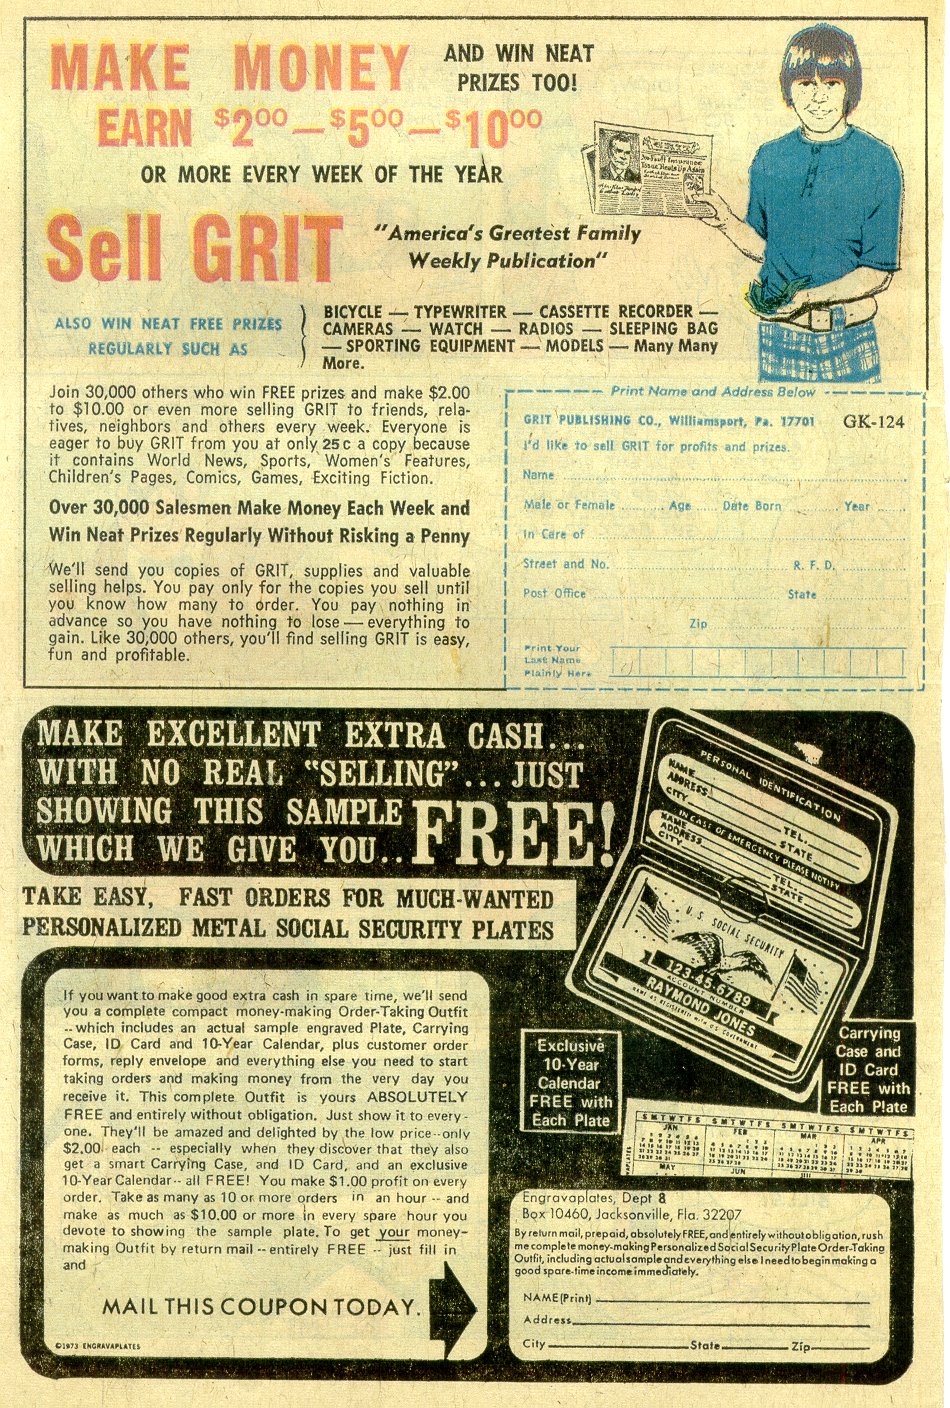 MAKE MONEY
AND WIN NEAT
PRIZES TOO!
EARN $2.00—$5.00—$10.00
OR MORE EVERY WEEK OF THE YEAR
Sell GRIT
"America's Greatest Family
Weekly Publication"
ALSO WIN NEAT FREE PRIZES
REGULARLY SUCH AS
BICYCLE — TYPEWRITER — CASSETTE RECORDER —
CAMERAS — WATCH — RADIOS — SLEEPING BAG
— SPORTING EQUIPMENT — MODELS — Many Many
More.
Join 30,000 others who win FREE prizes and make $2.00
to $10.00 or even more selling GRIT to friends, rela-
tives, neighbors and others every week. Everyone is
eager to buy GRIT from you at only 25c a copy because
it contains World News, Sports, Women's Features,
Children's Pages, Comics, Games, Exciting Fiction.
Over 30,000 Salesmen Make Money Each Week and
Win Neat Prizes Regularly Without Risking a Penny
We'll send you copies of GRIT, supplies and valuable
selling helps. You pay only for the copies you sell until
you know how many to order. You pay nothing in
advance so you have nothing to lose — everything to
gain. Like 30,000 others, you'll find selling GRIT is easy,
fun and profitable.
Print Name and Address Below
GRIT PUBLISHING CO., Williamsport, Pa. 17701 GK-124
I'd like to sell GRIT for profits and prizes.
Name
Male or Female Age Date Born Year
In Care of
Street and No. R. F. D.
Post Office State
Zip
Print Your
Last Name
Plainly Here
MAKE EXCELLENT EXTRA CASH...
WITH NO REAL "SELLING"... JUST
SHOWING THIS SAMPLE
WHICH WE GIVE YOU.. FREE!
TAKE EASY, FAST ORDERS FOR MUCH-WANTED
PERSONALIZED METAL SOCIAL SECURITY PLATES
PERSONAL IDENTIFICATION
NAME
ADDRESS TEL.
CITY STATE
IN CASE OF EMERGENCY PLEASE NOTIFY
NAME
ADDRESS TEL.
CITY STATE
U.S. SOCIAL SECURITY
123-45-6789
ACCOUNT NUMBER
RAYMOND JONES
NAME AS REGISTERED WITH U.S. GOVERNMENT
If you want to make good extra cash in spare time, we'll send
you a complete compact money-making Order-Taking Outfit
-- which includes an actual sample engraved Plate, Carrying
Case, ID Card and 10-Year Calendar, plus customer order
forms, reply envelope and everything else you need to start
taking orders and making money from the very day you
receive it. This complete Outfit is yours ABSOLUTELY
FREE and entirely without obligation. Just show it to every-
one. They'll be amazed and delighted by the low price--only
$2.00 each -- especially when they discover that they also
get a smart Carrying Case, and ID Card, and an exclusive
10-Year Calendar-- all FREE! You make $1.00 profit on every
order. Take as many as 10 or more orders in an hour -- and
make as much as $10.00 or more in every spare hour you
devote to showing the sample plate. To get your money-
making Outfit by return mail -- entirely FREE -- just fill in
and
MAIL THIS COUPON TODAY.
©1973 ENGRAVAPLATES
Exclusive
10-Year
Calendar
FREE with
Each Plate
Carrying
Case and
ID Card
FREE with
Each Plate
SMTWTFS SMTWTFS SMTWTFS SMTWTFS
JAN FEB MAR APR
MAY JUN
Engravaplates, Dept 8
Box 10460, Jacksonville, Fla. 32207
By return mail, prepaid, absolutely FREE, and entirely without obligation, rush
me complete money-making Personalized Social Security Plate Order-Taking
Outfit, including actual sample and everything else I need to begin making a
good spare-time income immediately.
NAME(Print)
Address
City State Zip